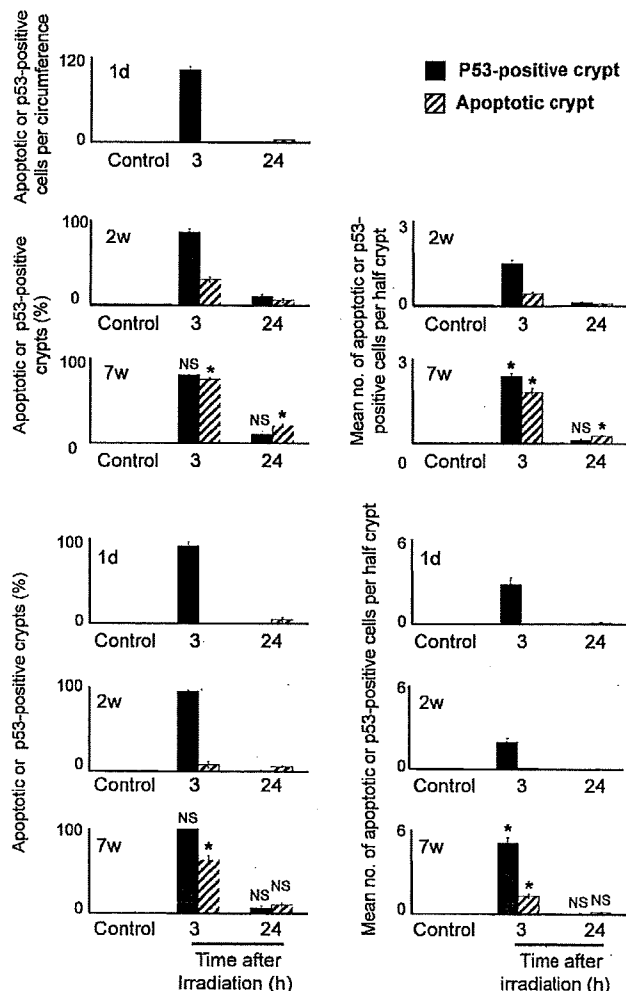 Apoptotic or p53-positive
cells per circumference
120
1d
0
Control 3 24
P53-positive crypt
Apoptotic crypt
Apoptotic or p53-positive
crypts (%)
100
2w
0
Control 3 24
100
7w
NS *
NS *
0
Control 3 24
Mean no. of apoptotic or p53-
positive cells per half crypt
3
2w
0
Control 3 24
3
7w
* *
NS *
0
Control 3 24
Apoptotic or p53-positive crypts (%)
100
1d
0
Control 3 24
100
2w
0
Control 3 24
100
7w
NS *
NS NS
0
Control 3 24
Time after
Irradiation (h)
Mean no. of apoptotic or p53-positive cells per half crypt
6
1d
0
Control 3 24
6
2w
0
Control 3 24
6
7w
* *
NS NS
0
Control 3 24
Time after
irradiation (h)